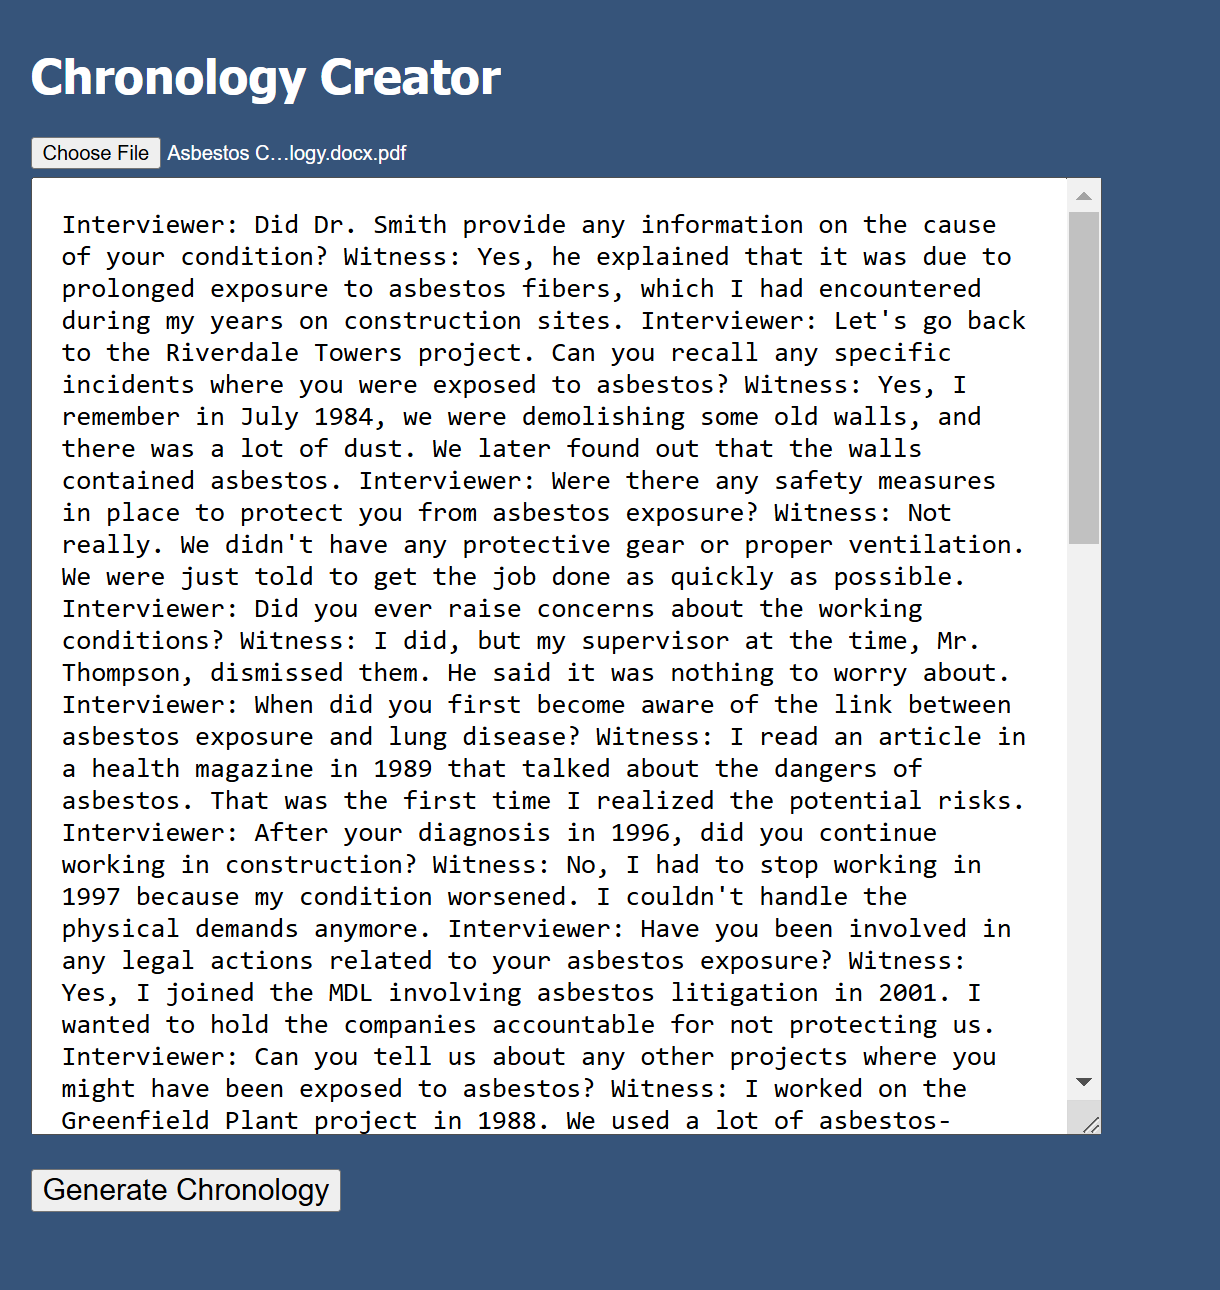 Chronology Creator
Choose File Asbestos C...logy.docx.pdf
Interviewer: Did Dr. Smith provide any information on the cause
of your condition? Witness: Yes, he explained that it was due to
prolonged exposure to asbestos fibers, which I had encountered
during my years on construction sites. Interviewer: Let's go back
to the Riverdale Towers project. Can you recall any specific
incidents where you were exposed to asbestos? Witness: Yes, I
remember in July 1984, we were demolishing some old walls, and
there was a lot of dust. We later found out that the walls
contained asbestos. Interviewer: Were there any safety measures
in place to protect you from asbestos exposure? Witness: Not
really. We didn't have any protective gear or proper ventilation.
We were just told to get the job done as quickly as possible.
Interviewer: Did you ever raise concerns about the working
conditions? Witness: I did, but my supervisor at the time, Mr.
Thompson, dismissed them. He said it was nothing to worry about.
Interviewer: When did you first become aware of the link between
asbestos exposure and lung disease? Witness: I read an article in
a health magazine in 1989 that talked about the dangers of
asbestos. That was the first time I realized the potential risks.
Interviewer: After your diagnosis in 1996, did you continue
working in construction? Witness: No, I had to stop working in
1997 because my condition worsened. I couldn't handle the
physical demands anymore. Interviewer: Have you been involved in
any legal actions related to your asbestos exposure? Witness:
Yes, I joined the MDL involving asbestos litigation in 2001. I
wanted to hold the companies accountable for not protecting us.
Interviewer: Can you tell us about any other projects where you
might have been exposed to asbestos? Witness: I worked on the
Greenfield Plant project in 1988. We used a lot of asbestos-
Generate Chronology